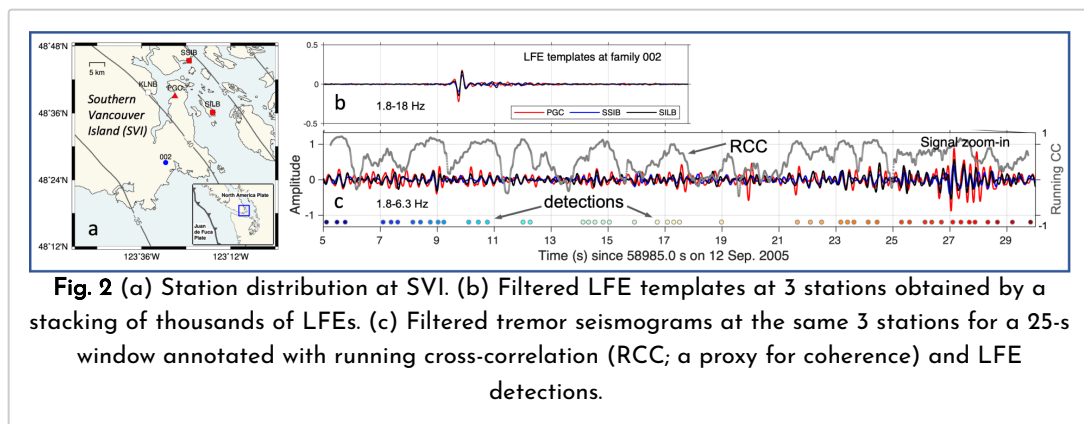 48°48'N
48°36'N
48°24'N
48°12'N
123°36'W
123°12'W
5 km
SSIB
KLNB
PGC
SILB
Southern
Vancouver
Island (SVI)
002
North America Plate
Juan
de Fuca
Plate
a
0.5
0
-0.5
LFE templates at family 002
b
1.8-18 Hz
PGC
SSIB
SILB
Amplitude
1
0
-1
RCC
Signal zoom-in
c
1.8-6.3 Hz
detections
1
0
-1
Running CC
5 7 9 11 13 15 17 19 21 23 25 27 29
Time (s) since 58985.0 s on 12 Sep. 2005
Fig. 2 (a) Station distribution at SVI. (b) Filtered LFE templates at 3 stations obtained by a
stacking of thousands of LFEs. (c) Filtered tremor seismograms at the same 3 stations for a 25-s
window annotated with running cross-correlation (RCC; a proxy for coherence) and LFE
detections.